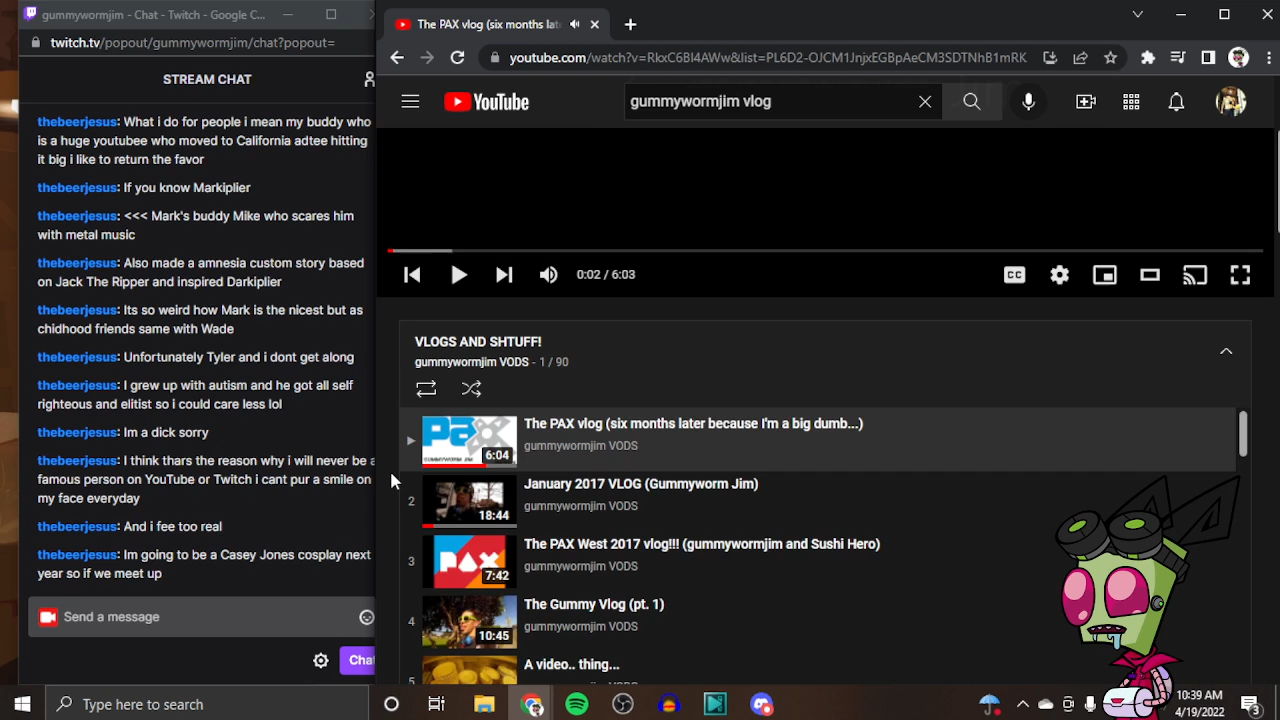 gummywormjim - Chat - Twitch - Google C...
twitch.tv/popout/gummywormjim/chat?popout=
STREAM CHAT
thebeerjesus: What i do for people i mean my buddy who
is a huge youtubee who moved to California adtee hitting
it big i like to return the favor
thebeerjesus: If you know Markiplier
thebeerjesus: <<< Mark's buddy Mike who scares him
with metal music
thebeerjesus: Also made a amnesia custom story based
on Jack The Ripper and inspired Darkiplier
thebeerjesus: Its so weird how Mark is the nicest but as
chidhood friends same with Wade
thebeerjesus: Unfortunately Tyler and i dont get along
thebeerjesus: I grew up with autism and he got all self
righteous and elitist so i could care less lol
thebeerjesus: Im a dick sorry
thebeerjesus: I think thars the reason why i will never be a
famous person on YouTube or Twitch i cant pur a smile on
my face everyday
thebeerjesus: And i fee too real
thebeerjesus: Im going to be a Casey Jones cosplay next
year so if we meet up
Send a message
Chat
The PAX vlog (six months lat
youtube.com/watch?v=RkxC6Bl4AWw&list=PL6D2-OJCM1JnjxEGBpAeCM3SDTNhB1mRK
YouTube
gummywormjim vlog
0:02 / 6:03
CC
VLOGS AND SHTUFF!
gummywormjim VODS - 1 / 90
PAX
GUMMYWORM JIM
6:04
The PAX vlog (six months later because I'm a big dumb...)
gummywormjim VODS
2
18:44
January 2017 VLOG (Gummyworm Jim)
gummywormjim VODS
3
PAX
7:42
The PAX West 2017 vlog!!! (gummywormjim and Sushi Hero)
gummywormjim VODS
4
10:45
The Gummy Vlog (pt. 1)
gummywormjim VODS
5
A video.. thing...
gummywormjim VODS
Type here to search
10:39 AM
4/19/2022
3